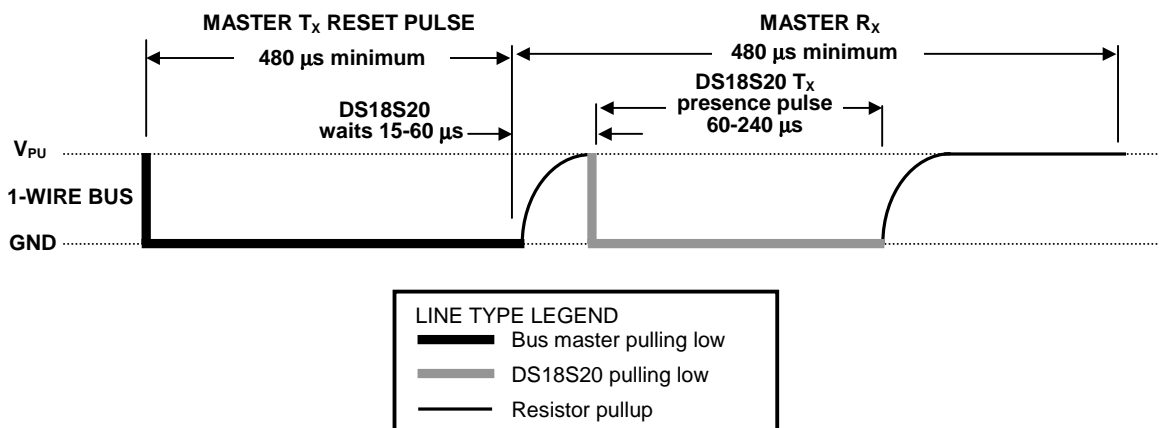 MASTER TX RESET PULSE
480 µs minimum
MASTER RX
480 µs minimum
DS18S20
waits 15-60 µs
DS18S20 TX
presence pulse
60-240 µs
VPU
1-WIRE BUS
GND
LINE TYPE LEGEND
Bus master pulling low
DS18S20 pulling low
Resistor pullup